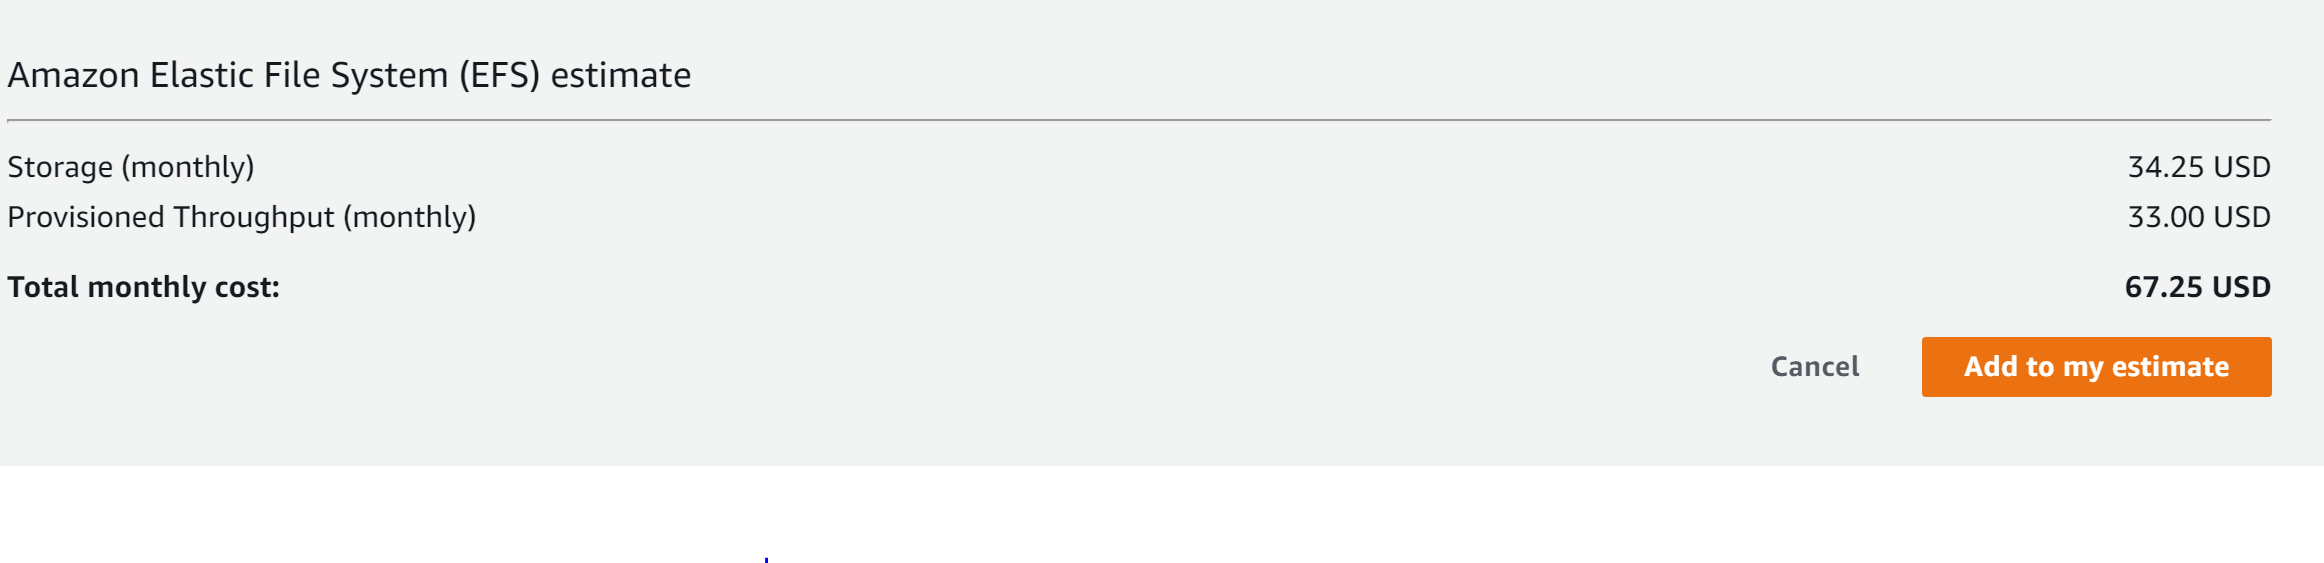 Amazon Elastic File System (EFS) estimate
Storage (monthly) 34.25 USD
Provisioned Throughput (monthly) 33.00 USD
Total monthly cost: 67.25 USD
Cancel Add to my estimate